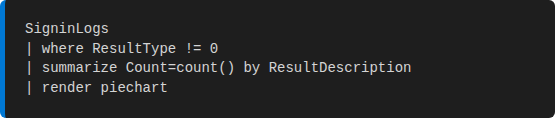 SigninLogs
| where ResultType != 0
| summarize Count=count() by ResultDescription
| render piechart